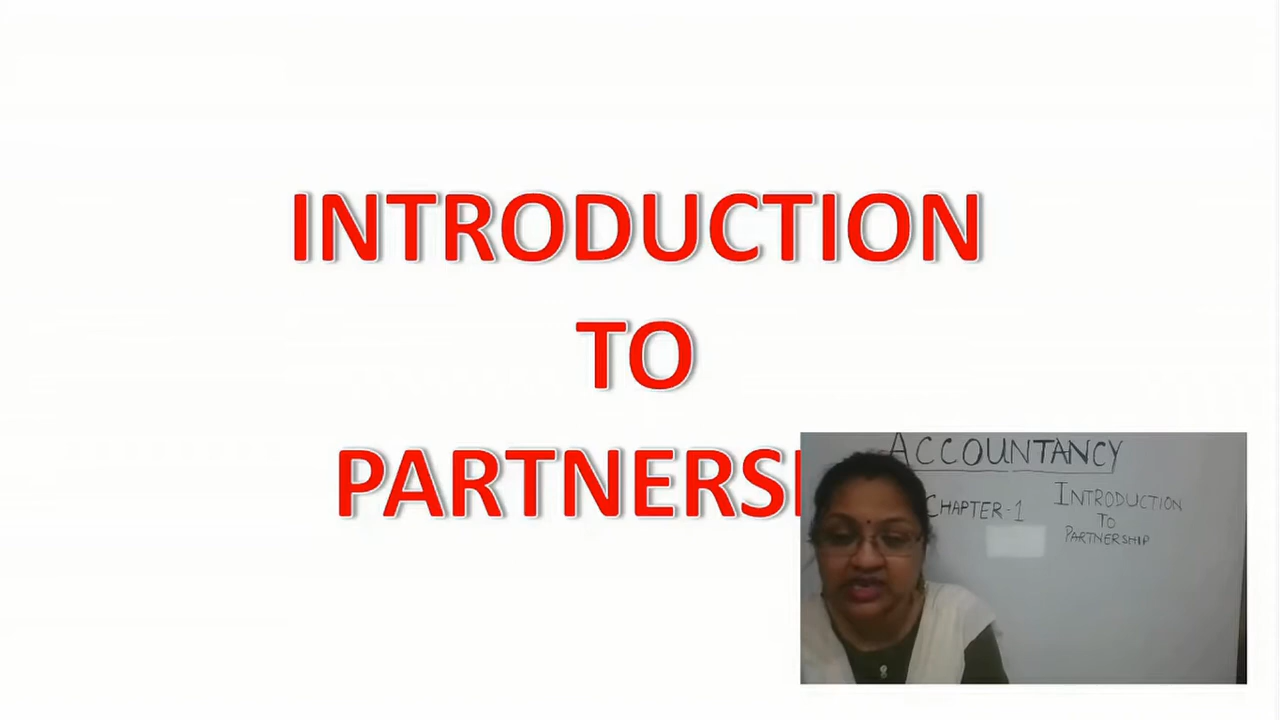 INTRODUCTION
TO
PARTNERS
ACCOUNTANCY
CHAPTER-1
INTRODUCTION
TO
PARTNERSHIP